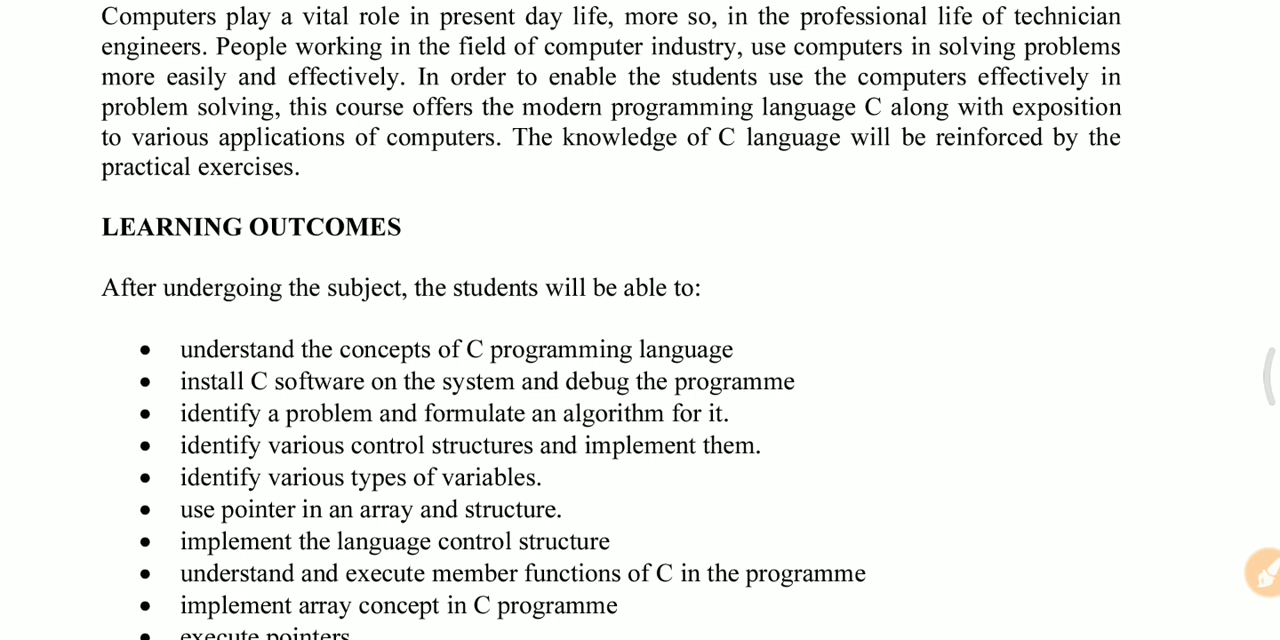 Computers play a vital role in present day life, more so, in the professional life of technician
engineers. People working in the field of computer industry, use computers in solving problems
more easily and effectively. In order to enable the students use the computers effectively in
problem solving, this course offers the modern programming language C along with exposition
to various applications of computers. The knowledge of C language will be reinforced by the
practical exercises.
LEARNING OUTCOMES
After undergoing the subject, the students will be able to:
• understand the concepts of C programming language
• install C software on the system and debug the programme
• identify a problem and formulate an algorithm for it.
• identify various control structures and implement them.
• identify various types of variables.
• use pointer in an array and structure.
• implement the language control structure
• understand and execute member functions of C in the programme
• implement array concept in C programme
• execute pointers